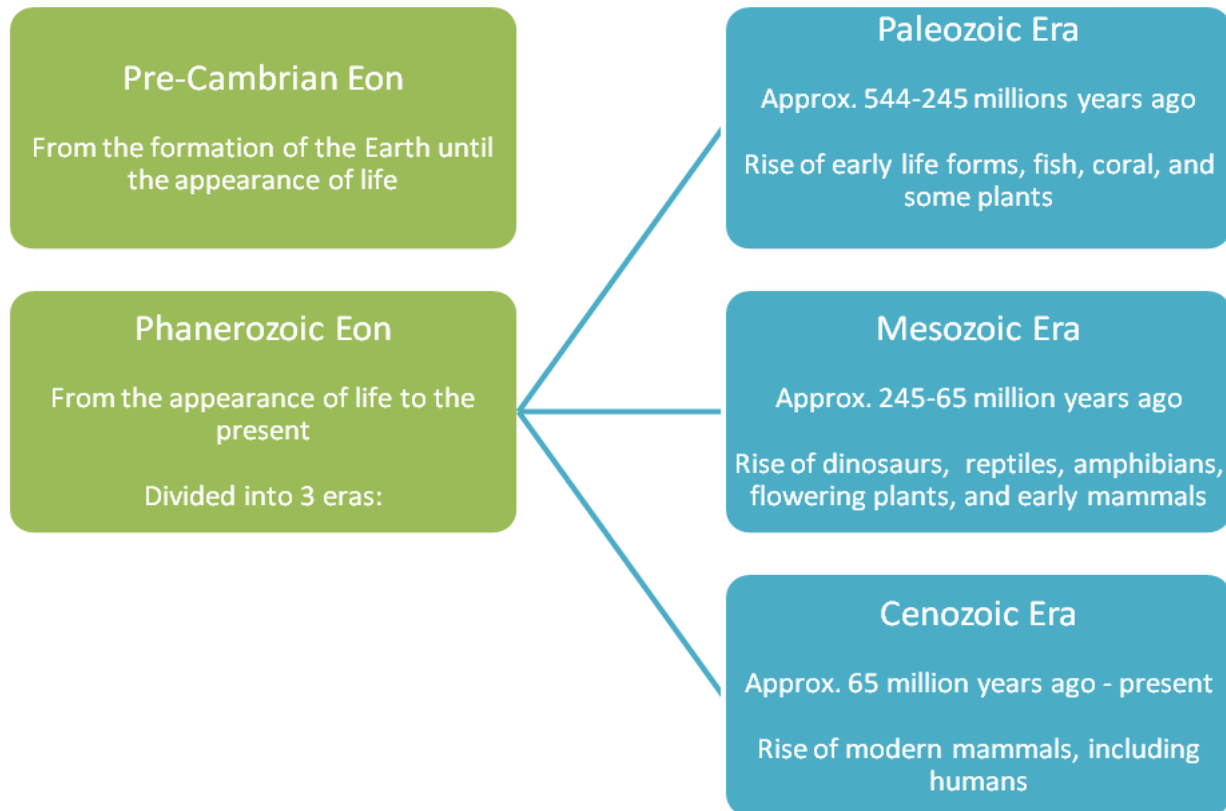 Pre-Cambrian Eon
From the formation of the Earth until
the appearance of life
Phanerozoic Eon
From the appearance of life to the
present
Divided into 3 eras:
Paleozoic Era
Approx. 544-245 millions years ago
Rise of early life forms, fish, coral, and
some plants
Mesozoic Era
Approx. 245-65 million years ago
Rise of dinosaurs,  reptiles, amphibians,
flowering plants, and early mammals
Cenozoic Era
Approx. 65 million years ago - present
Rise of modern mammals, including
humans